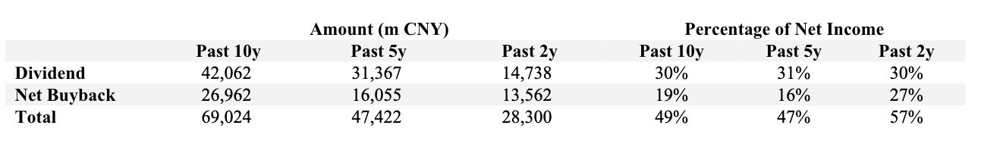 Amount (m CNY) Percentage of Net Income
Past 10y Past 5y Past 2y Past 10y Past 5y Past 2y
Dividend 42,062 31,367 14,738 30% 31% 30%
Net Buyback 26,962 16,055 13,562 19% 16% 27%
Total 69,024 47,422 28,300 49% 47% 57%